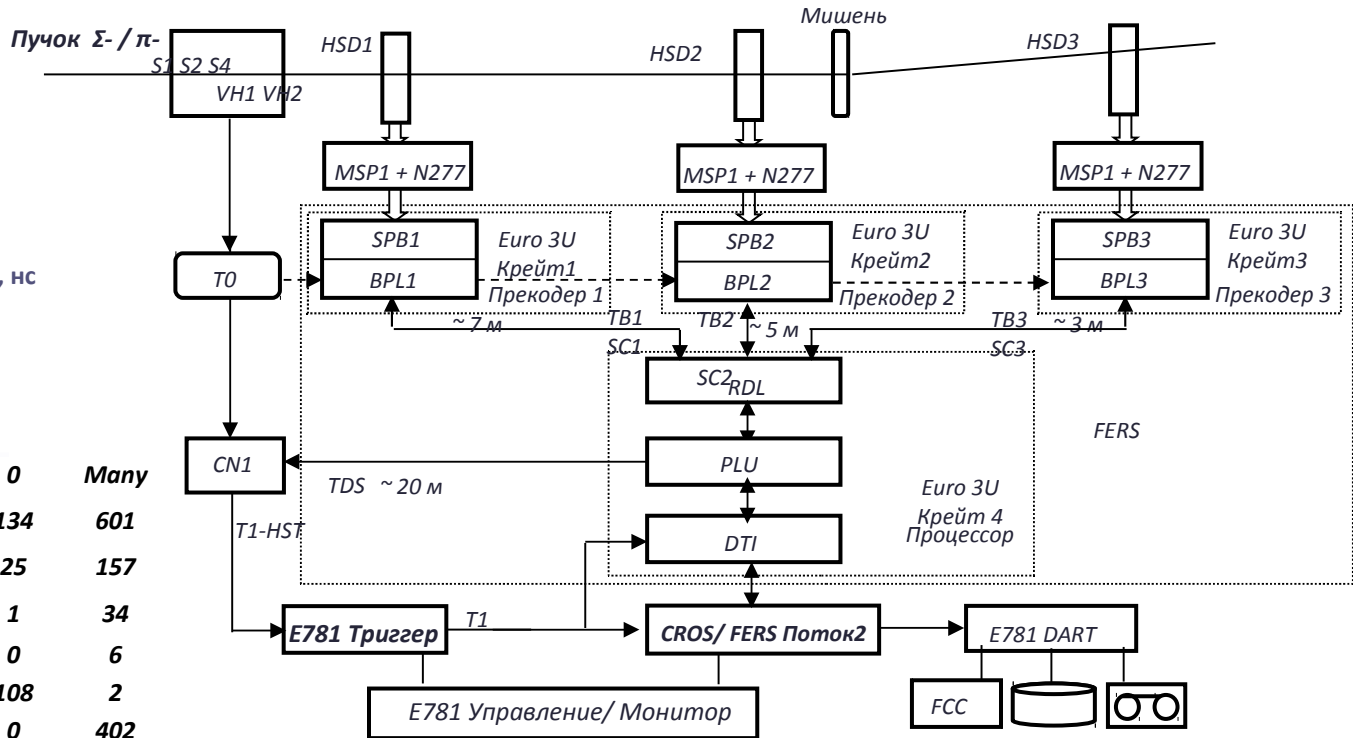 Мишень
Пучок Σ- / π-
HSD1
HSD2
HSD3
S1 S2 S4
VH1 VH2
MSP1 + N277
MSP1 + N277
MSP1 + N277
SPB1
BPL1
Euro 3U
Крейт1
Прекодер 1
SPB2
BPL2
Euro 3U
Крейт2
Прекодер 2
SPB3
BPL3
Euro 3U
Крейт3
Прекодер 3
, нс
T0
~ 7 м
TB1
SC1
TB2
~ 5 м
TB3
SC3
~ 3 м
SC2
RDL
FERS
CN1
PLU
TDS ~ 20 м
Euro 3U
Крейт 4
Процессор
T1-HST
DTI
0 Many
134 601
25 157
1 34
0 6
108 2
0 402
E781 Триггер
T1
CROS/ FERS Поток2
E781 DART
E781 Управление/ Монитор
FCC